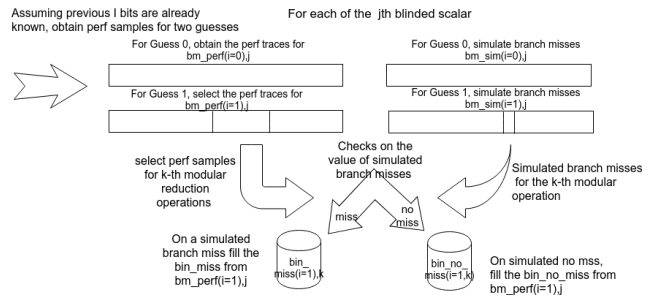 Assuming previous I bits are already
known, obtain perf samples for two guesses
For each of the jth blinded scalar
For Guess 0, obtain the perf traces for
bm_perf(i=0),j
For Guess 0, simulate branch misses
bm_sim(i=0),j
For Guess 1, select the perf traces for
bm_perf(i=1),j
For Guess 1, simulate branch misses
bm_sim(i=1),j
select perf samples
for k-th modular
reduction
operations
Checks on the
value of simulated
branch misses
Simulated branch misses
for the k-th modular
operation
miss
no
miss
On a simulated
branch miss fill the
bin_miss from
bm_perf(i=1),j
bin_
miss(i=1),k
bin_no_
miss(i=1,k)
On simulated no mss,
fill the bin_no_miss from
bm_perf(i=1),j